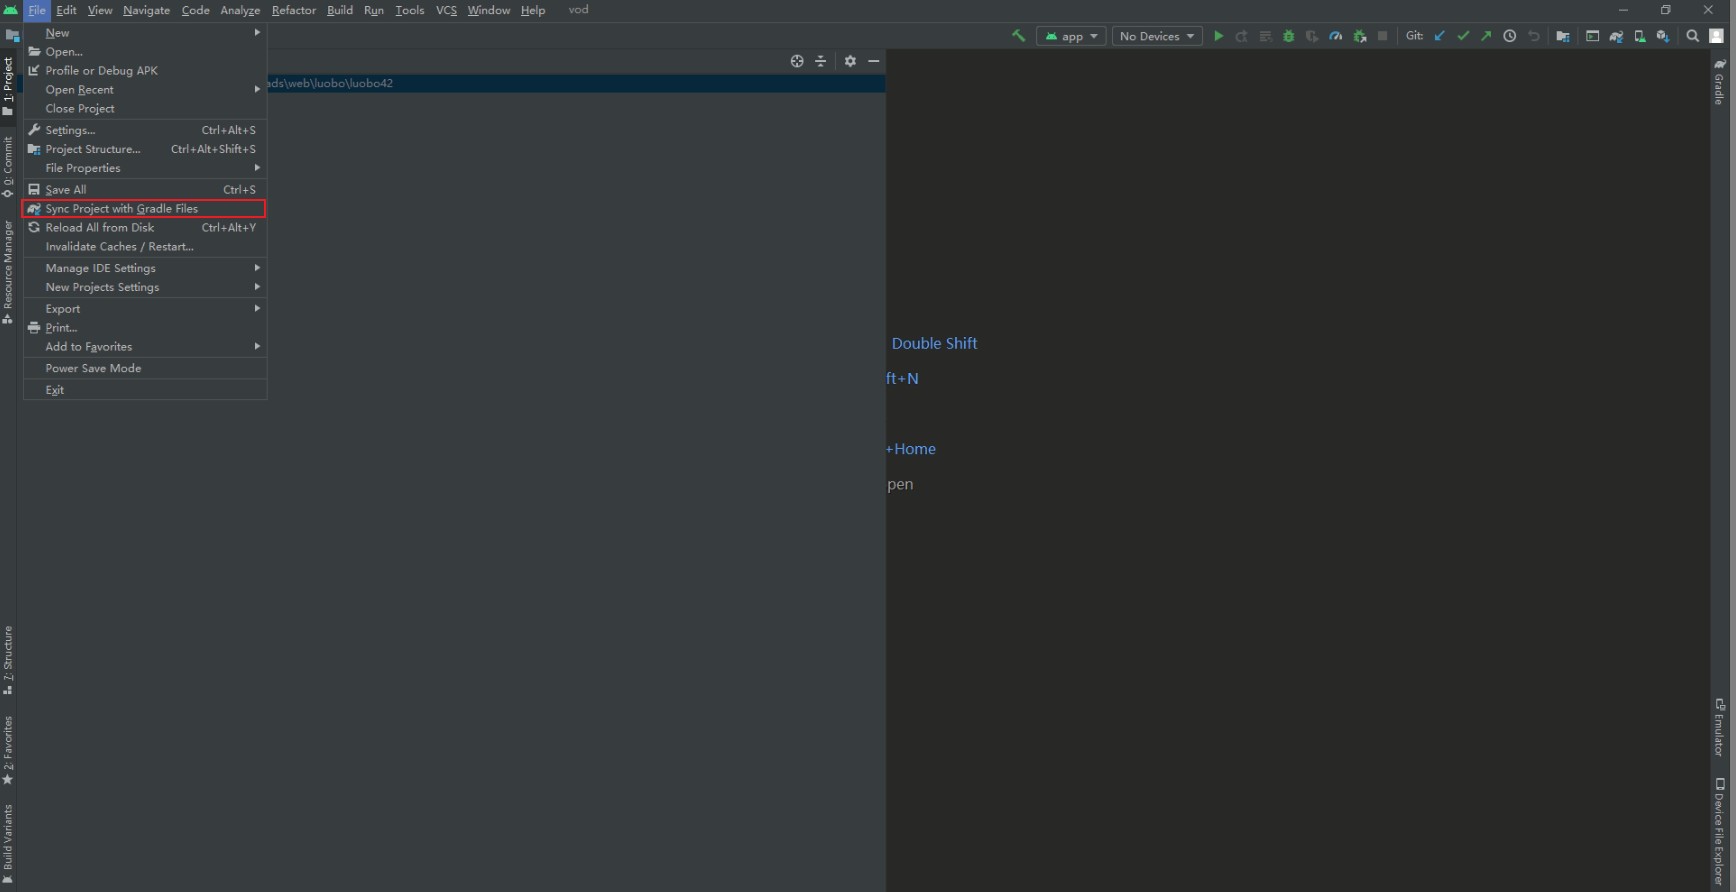 File Edit View Navigate Code Analyze Refactor Build Run Tools VCS Window Help vod
New
app No Devices Git:
Open...
Profile or Debug APK
Open Recent
ads\web\luobo\luobo42
Close Project
Settings... Ctrl+Alt+S
Project Structure... Ctrl+Alt+Shift+S
File Properties
Save All Ctrl+S
Sync Project with Gradle Files
Reload All from Disk Ctrl+Alt+Y
Invalidate Caches / Restart...
Manage IDE Settings
New Projects Settings
Export
Print...
Add to Favorites
Power Save Mode
Exit
Double Shift
ft+N
+Home
pen
1: Project
0: Commit
Resource Manager
7: Structure
2: Favorites
Build Variants
Gradle
Emulator
Device File Explorer